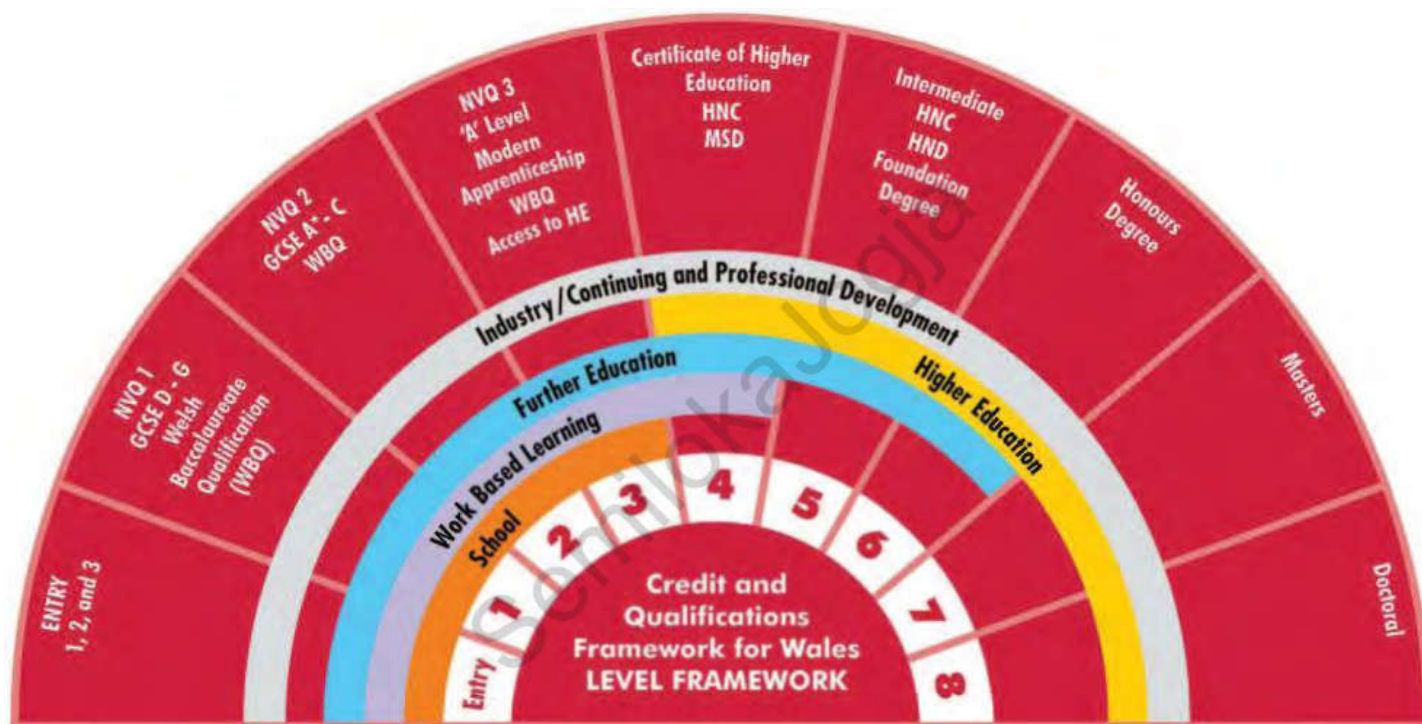 ENTRY
1, 2, and 3
NVQ 1
GCSE D - G
Welsh
Baccalaureate
Qualification
(WBQ)
NVQ 2
GCSE A*- C
WBQ
NVQ 3
'A' Level
Modern
Apprenticeship
WBQ
Access to HE
Certificate of Higher
Education
HNC
MSD
Intermediate
HNC
HND
Foundation
Degree
Honours
Degree
Masters
Doctoral
Industry/Continuing and Professional Development
Higher Education
Further Education
Work Based Learning
School
Entry
1
2
3
4
5
6
7
8
Credit and
Qualifications
Framework for Wales
LEVEL FRAMEWORK
SemilokaJogja